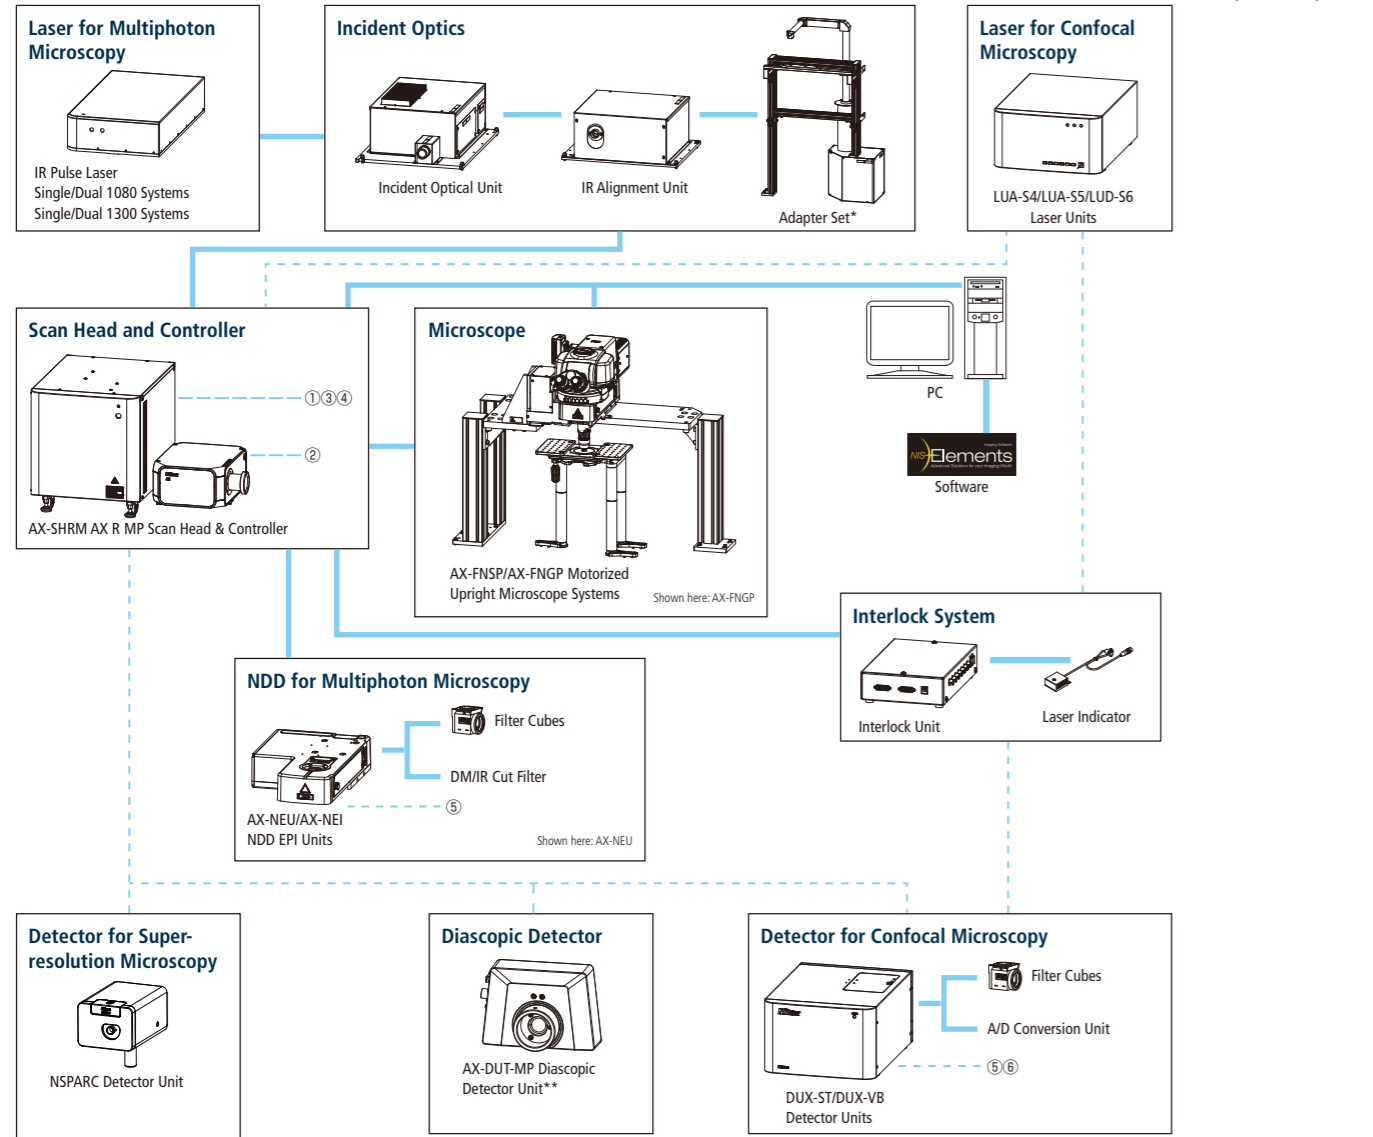 Laser for Multiphoton
Microscopy
IR Pulse Laser
Single/Dual 1080 Systems
Single/Dual 1300 Systems
Incident Optics
Incident Optical Unit
IR Alignment Unit
Adapter Set*
Laser for Confocal
Microscopy
LUA-S4/LUA-S5/LUD-S6
Laser Units
Scan Head and Controller
①③④
②
AX-SHRM AX R MP Scan Head & Controller
Microscope
AX-FNSP/AX-FNGP Motorized
Upright Microscope Systems
Shown here: AX-FNGP
PC
NIS-Elements
Software
Interlock System
Interlock Unit
Laser Indicator
NDD for Multiphoton Microscopy
Filter Cubes
DM/IR Cut Filter
⑤
AX-NEU/AX-NEI
NDD EPI Units
Shown here: AX-NEU
Detector for Super-
resolution Microscopy
NSPARC Detector Unit
Diascopic Detector
AX-DUT-MP Diascopic
Detector Unit**
Detector for Confocal Microscopy
Filter Cubes
A/D Conversion Unit
⑤⑥
DUX-ST/DUX-VB
Detector Units